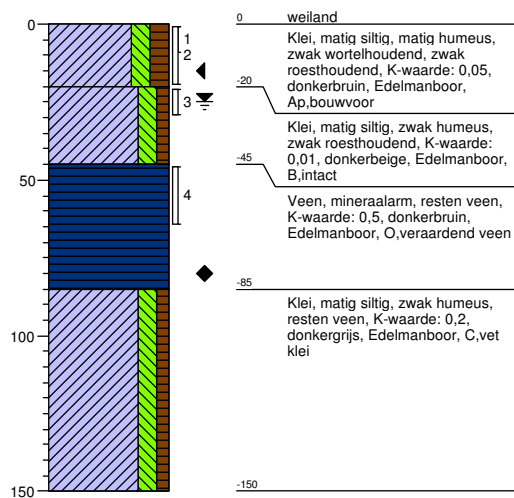 0
50
100
150
1
2
3
4
0 weiland
Klei, matig siltig, matig humeus,
zwak wortelhoudend, zwak
roesthoudend, K-waarde: 0,05,
donkerbruin, Edelmanboor,
Ap,bouwvoor
-20
Klei, matig siltig, zwak humeus,
zwak roesthoudend, K-waarde:
0,01, donkerbeige, Edelmanboor,
B,intact
-45
Veen, mineraalarm, resten veen,
K-waarde: 0,5, donkerbruin,
Edelmanboor, O,veraardend veen
-85
Klei, matig siltig, zwak humeus,
resten veen, K-waarde: 0,2,
donkergrijs, Edelmanboor, C,vet
klei
-150